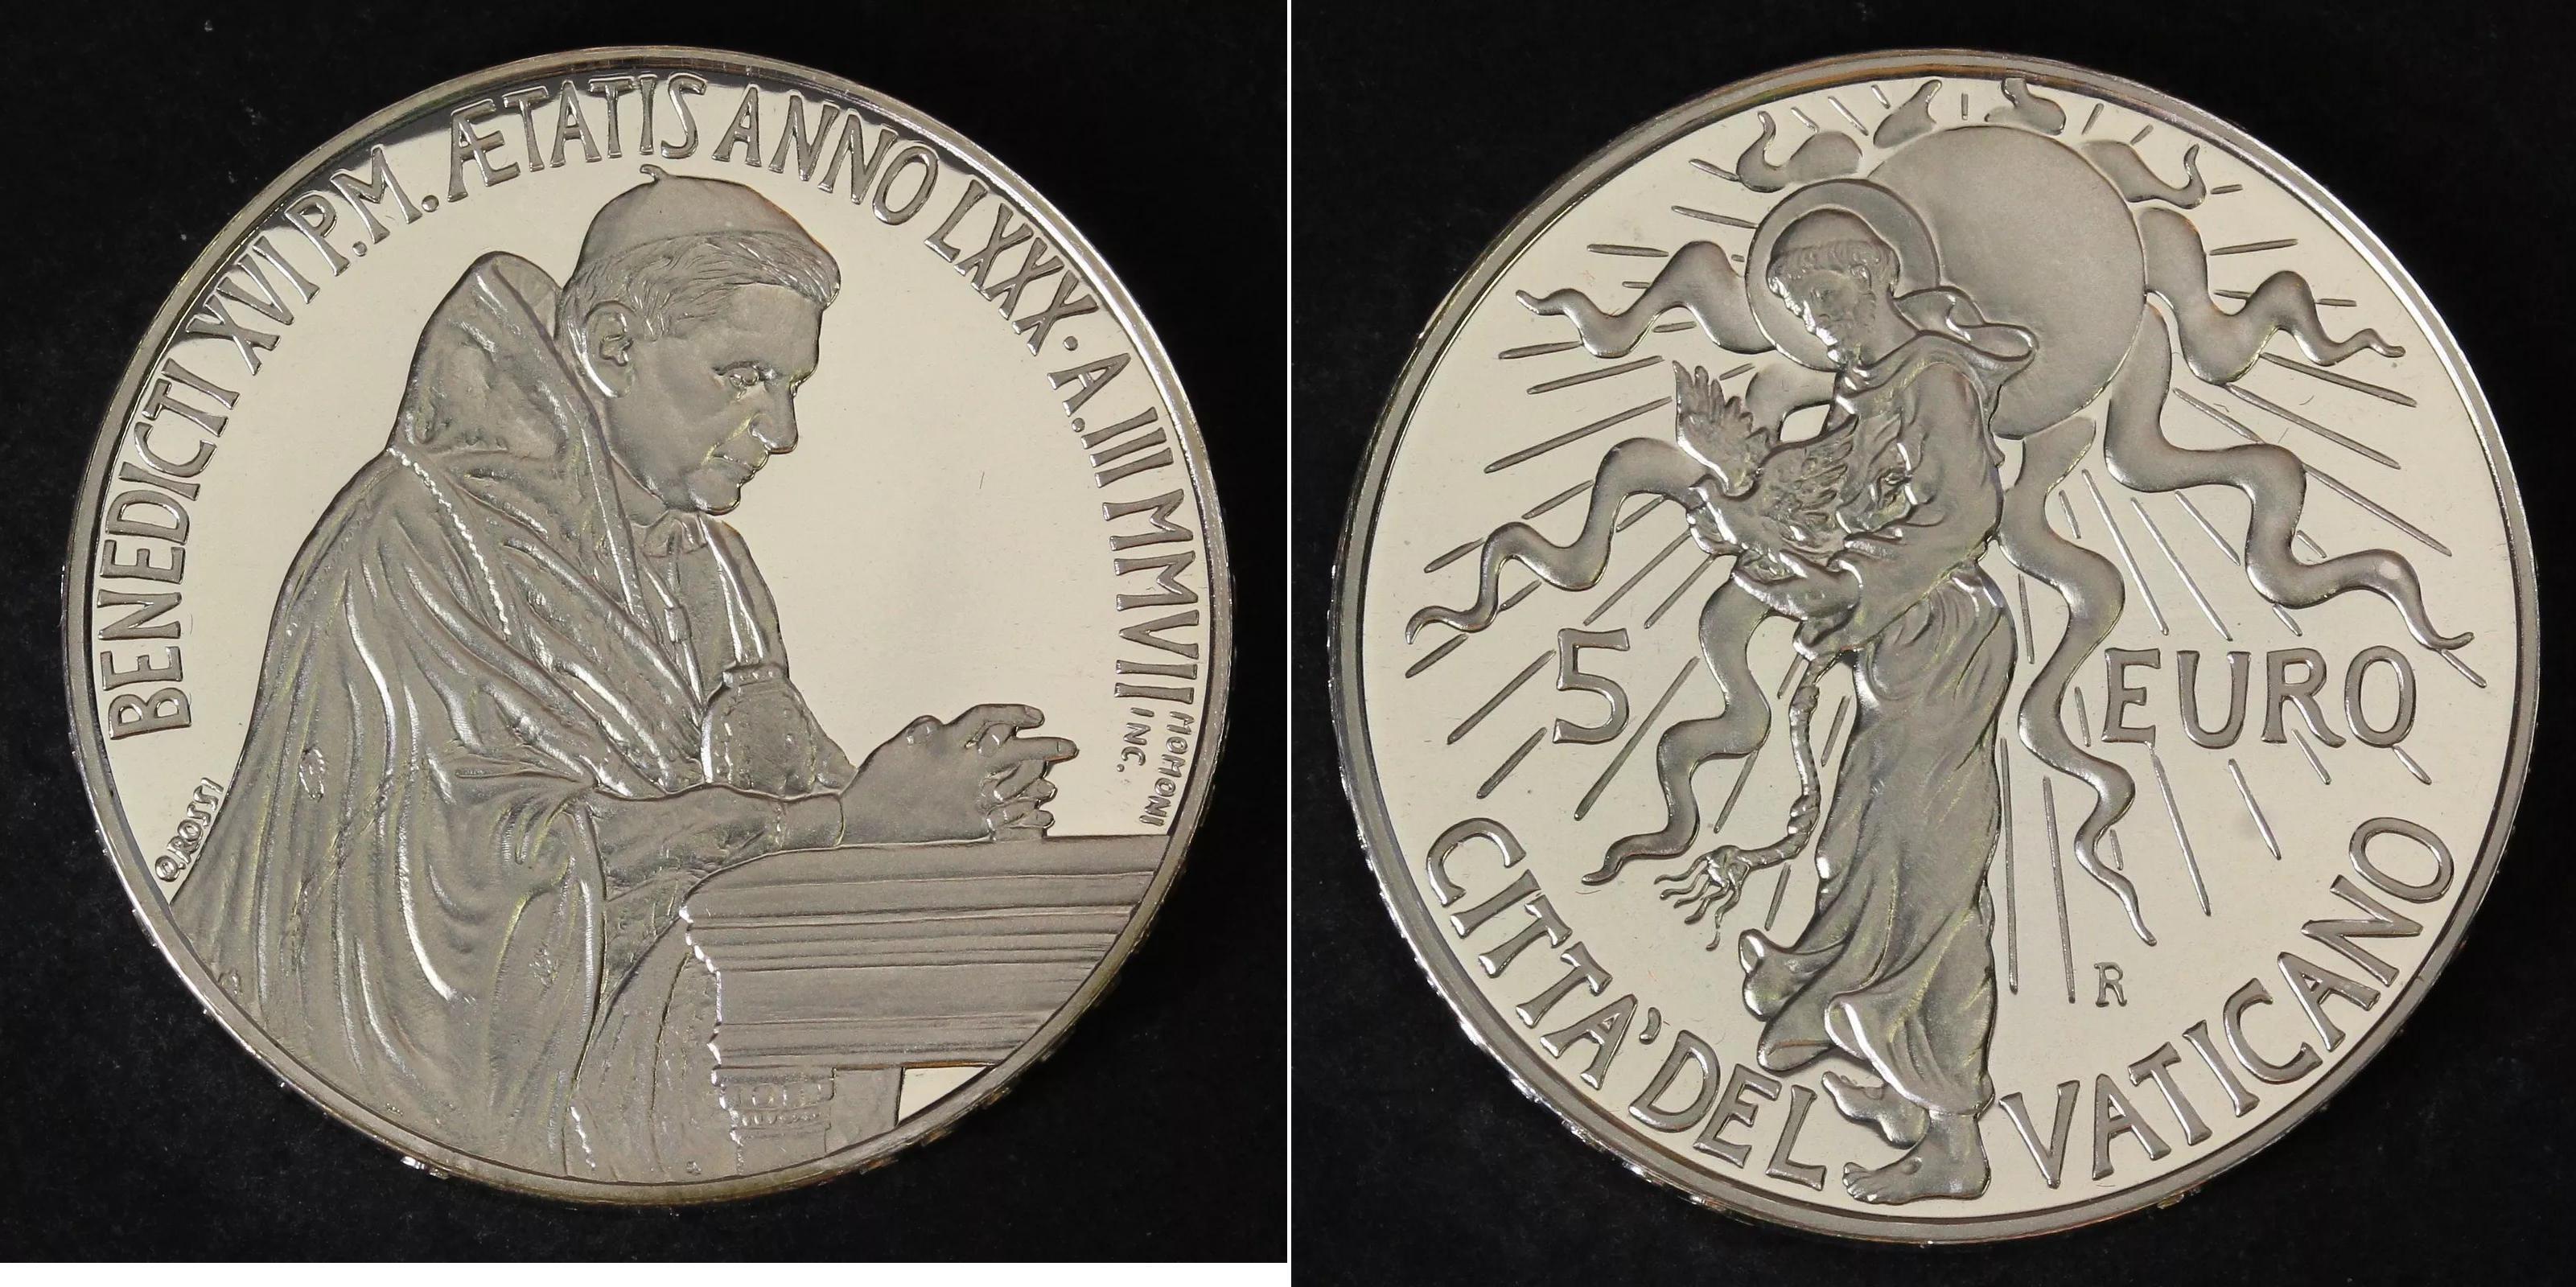 BENEDICTI XVI P.M. ÆTATIS ANNO LXXX · A. III MMVII
O.ROSSI
MOMONI
INC.
5 EURO
R
CITTA' DEL VATICANO